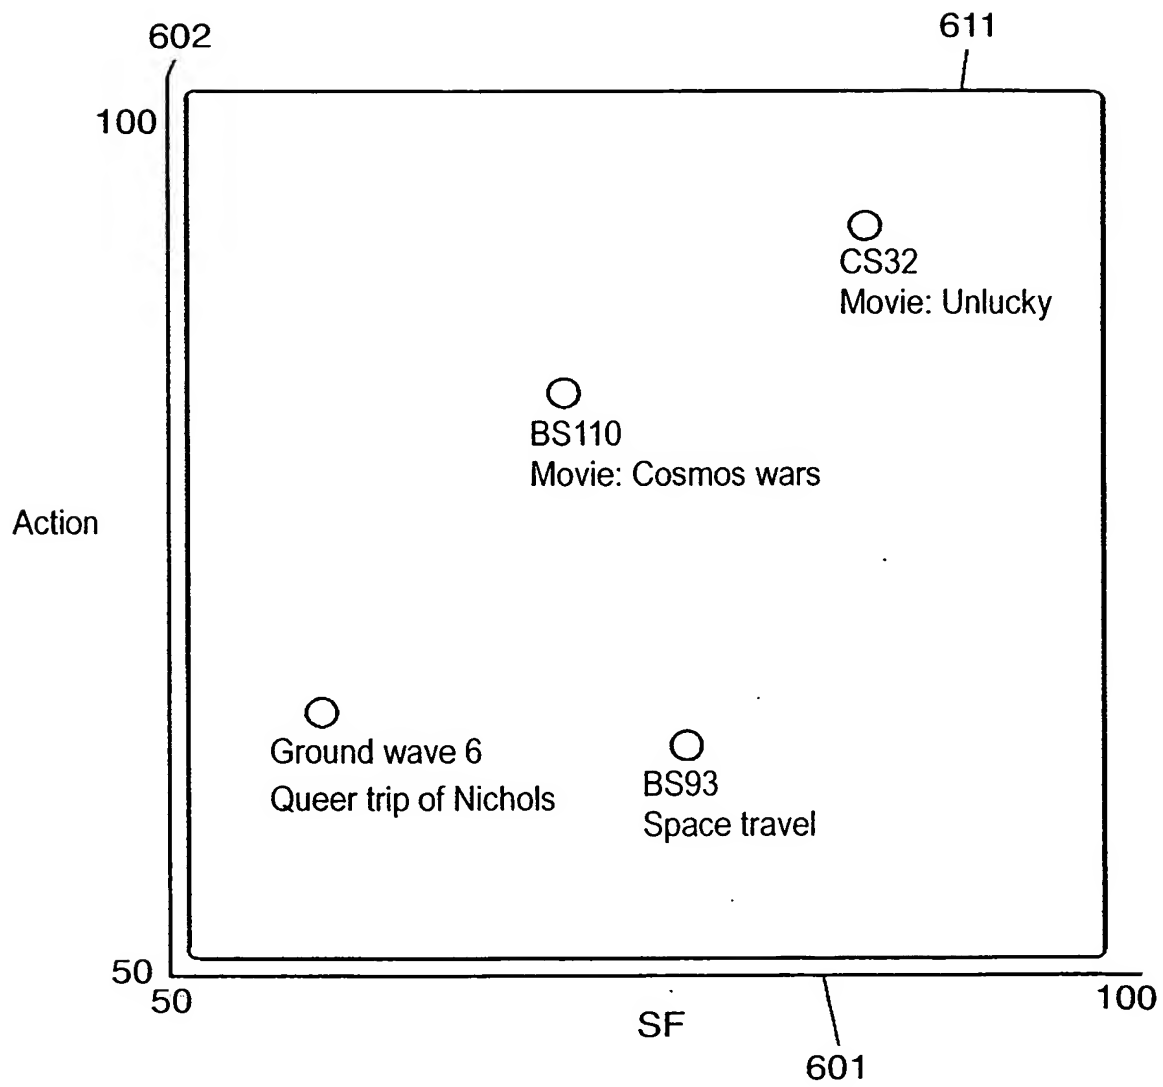 602
611
100
CS32
Movie: Unlucky
BS110
Movie: Cosmos wars
Action
Ground wave 6
Queer trip of Nichols
BS93
Space travel
50
50
SF
100
601